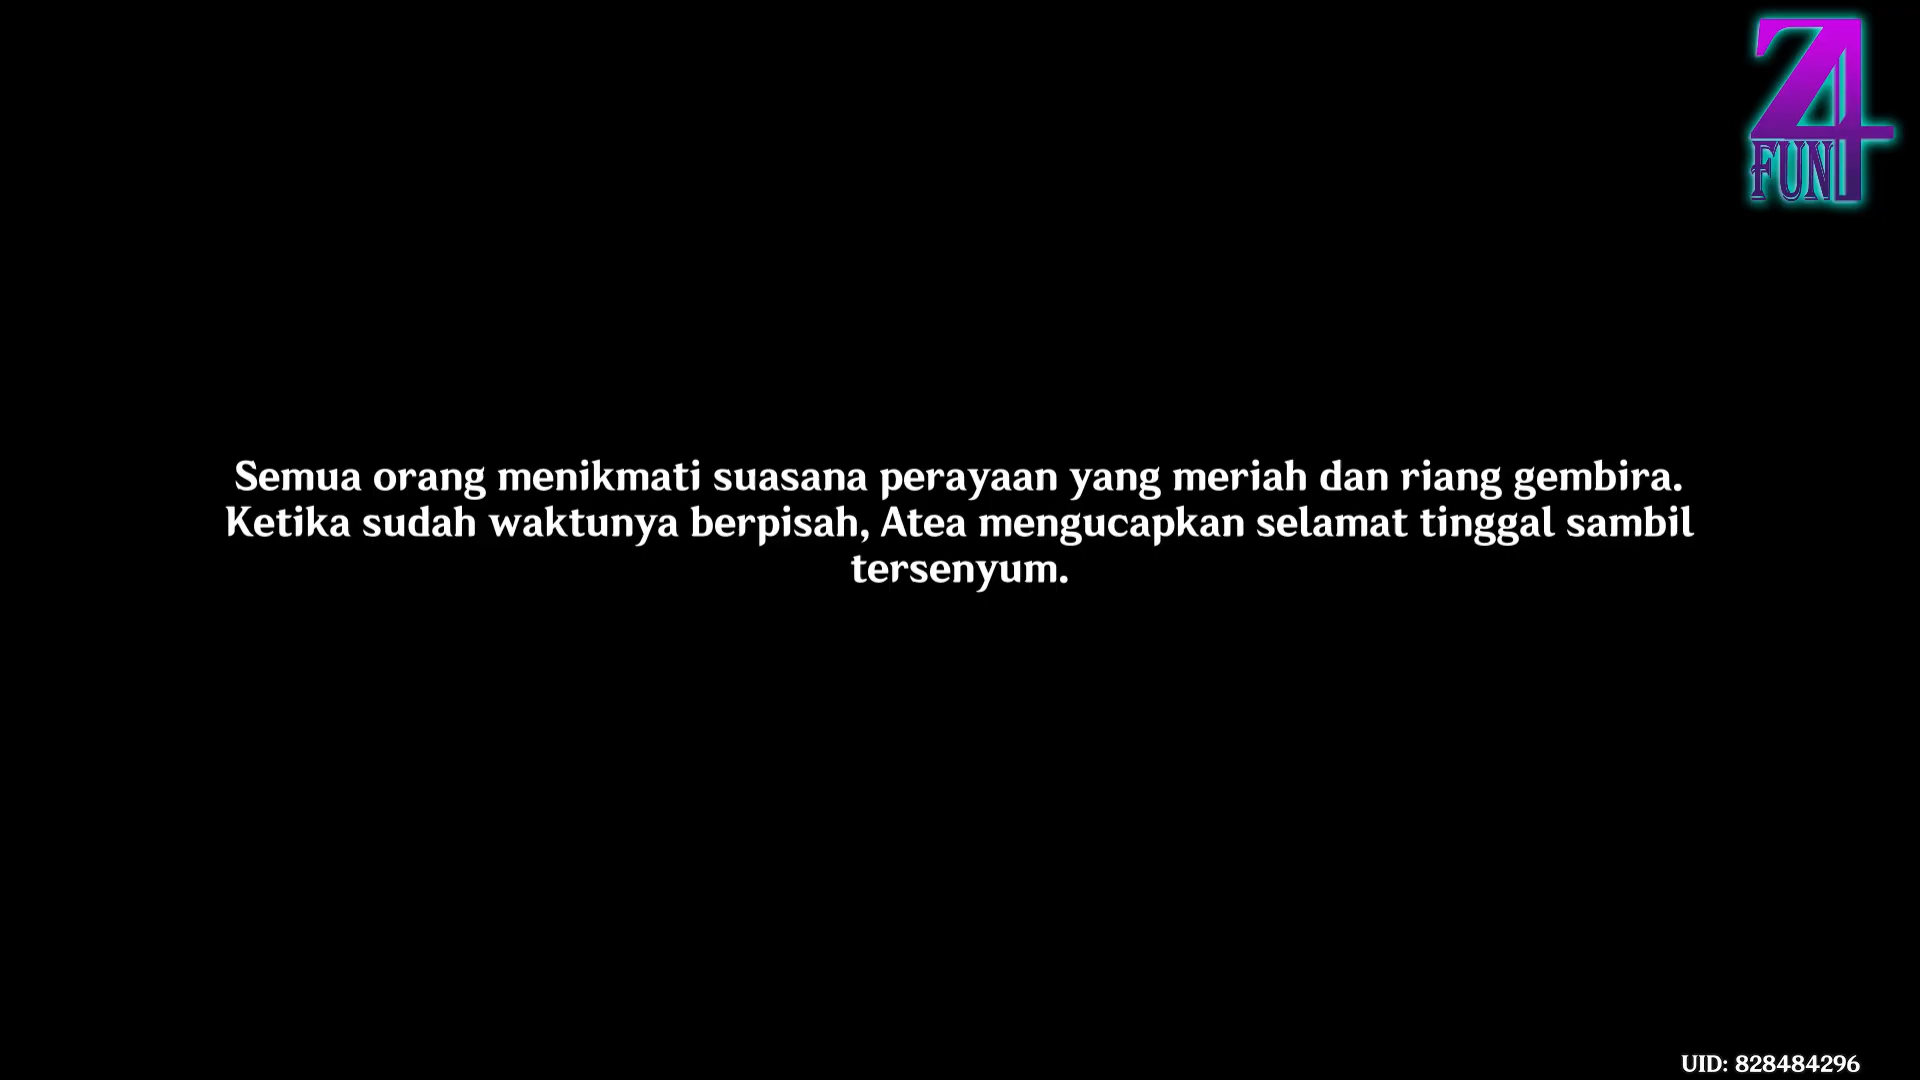 Z4
FUN
Semua orang menikmati suasana perayaan yang meriah dan riang gembira.
Ketika sudah waktunya berpisah, Atea mengucapkan selamat tinggal sambil
tersenyum.
UID: 828484296